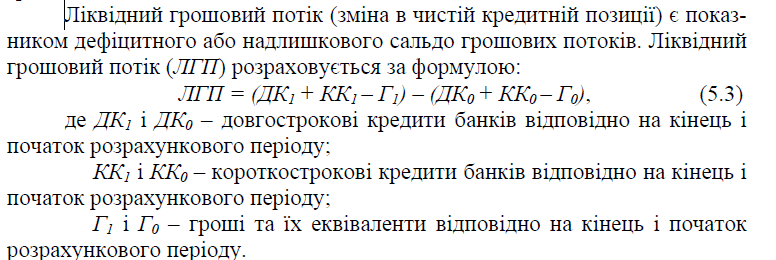 Ліквідний грошовий потік (зміна в чистій кредитній позиції) є показ-
ником дефіцитного або надлишкового сальдо грошових потоків. Ліквідний
грошовий потік (ЛГП) розраховується за формулою:
ЛГП = (ДК₁ + КК₁ – Г₁) – (ДК₀ + КК₀ – Г₀), (5.3)
де ДК₁ і ДК₀ – довгострокові кредити банків відповідно на кінець і
початок розрахункового періоду;
КК₁ і КК₀ – короткострокові кредити банків відповідно на кінець і
початок розрахункового періоду;
Г₁ і Г₀ – гроші та їх еквіваленти відповідно на кінець і початок
розрахункового періоду.